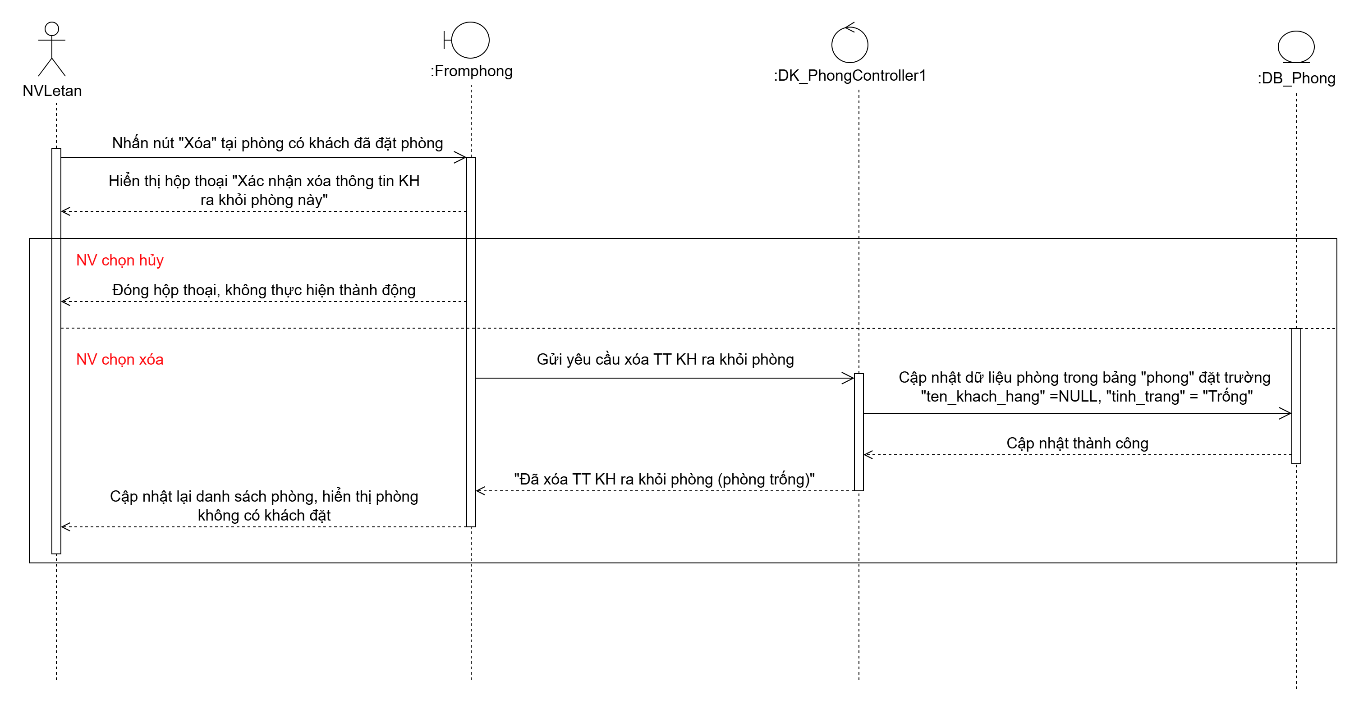 NVLetan
:Fromphong
:DK_PhongController1
:DB_Phong
Nhấn nút "Xóa" tại phòng có khách đã đặt phòng
Hiển thị hộp thoại "Xác nhận xóa thông tin KH
ra khỏi phòng này"
NV chọn hủy
Đóng hộp thoại, không thực hiện thành động
NV chọn xóa
Gửi yêu cầu xóa TT KH ra khỏi phòng
Cập nhật dữ liệu phòng trong bảng "phong" đặt trường
"ten_khach_hang" =NULL, "tinh_trang" = "Trống"
Cập nhật thành công
"Đã xóa TT KH ra khỏi phòng (phòng trống)"
Cập nhật lại danh sách phòng, hiển thị phòng
không có khách đặt